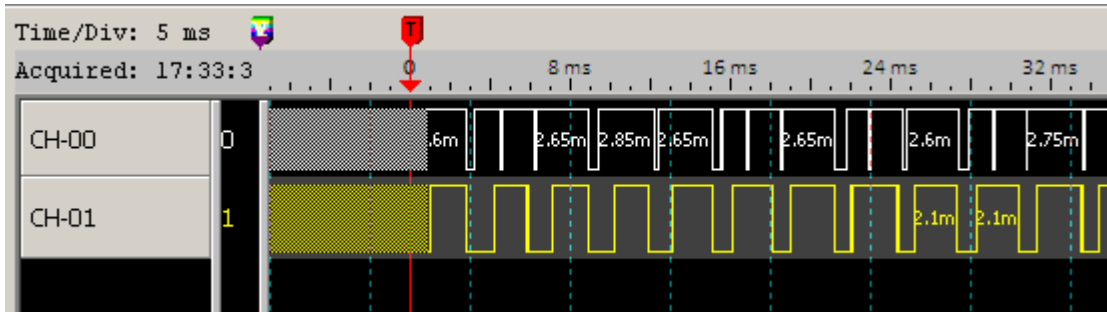 Time/Div: 5 ms Y T
Acquired: 17:33:3 0 8 ms 16 ms 24 ms 32 ms
CH-00 0 .6m 2.65m 2.85m 2.65m 2.65m 2.6m 2.75m
CH-01 1 2.1m 2.1m